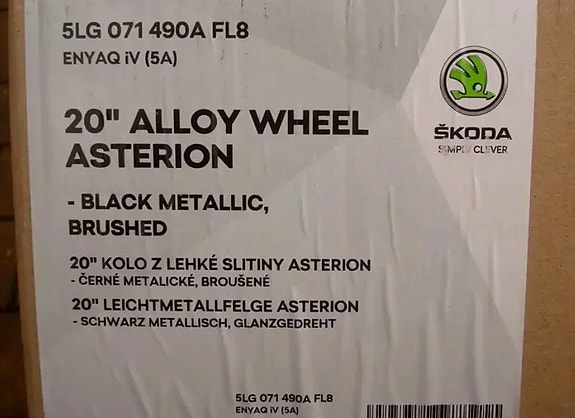 5LG 071 490A FL8
ENYAQ iV (5A)
ŠKODA
SIMPLY CLEVER
20" ALLOY WHEEL
ASTERION
- BLACK METALLIC,
BRUSHED
20" KOLO Z LEHKÉ SLITINY ASTERION
- ČERNÉ METALICKÉ, BROUŠENÉ
20" LEICHTMETALLFELGE ASTERION
- SCHWARZ METALLISCH, GLANZGEDREHT
5LG 071 490A FL8
ENYAQ iV (5A)